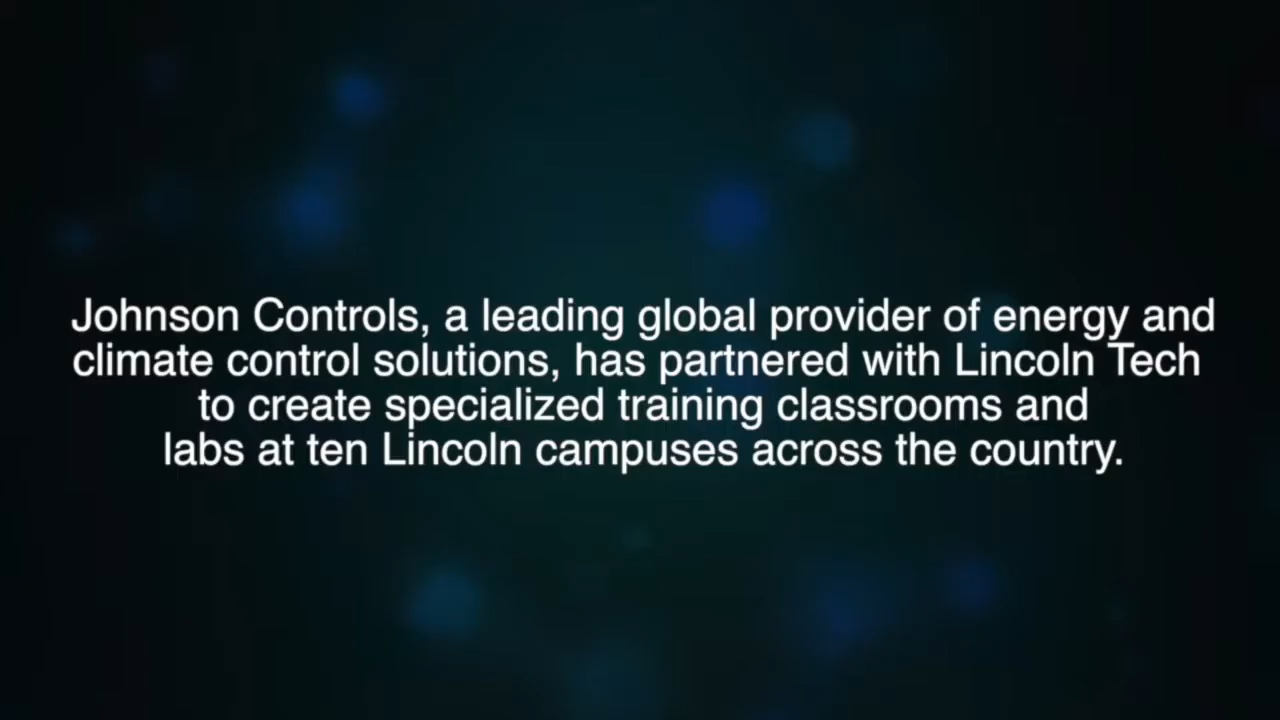 Johnson Controls, a leading global provider of energy and
climate control solutions, has partnered with Lincoln Tech
to create specialized training classrooms and
labs at ten Lincoln campuses across the country.